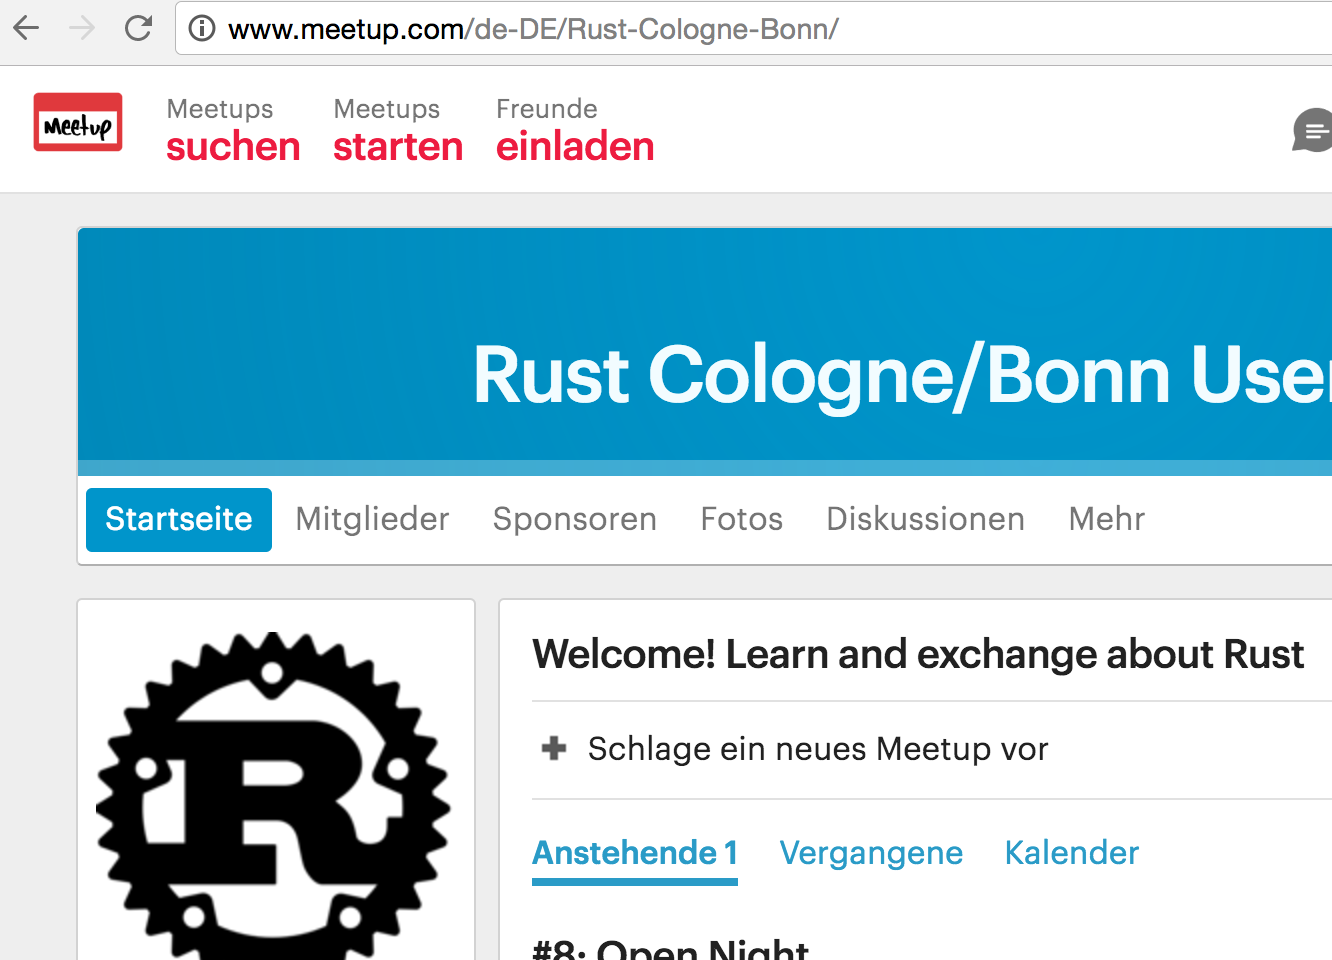 www.meetup.com/de-DE/Rust-Cologne-Bonn/
Meetup
Meetups Meetups Freunde
suchen starten einladen
Rust Cologne/Bonn User
Startseite Mitglieder Sponsoren Fotos Diskussionen Mehr
R
Welcome! Learn and exchange about Rust
Schlage ein neues Meetup vor
Anstehende 1 Vergangene Kalender
#8: Open Night